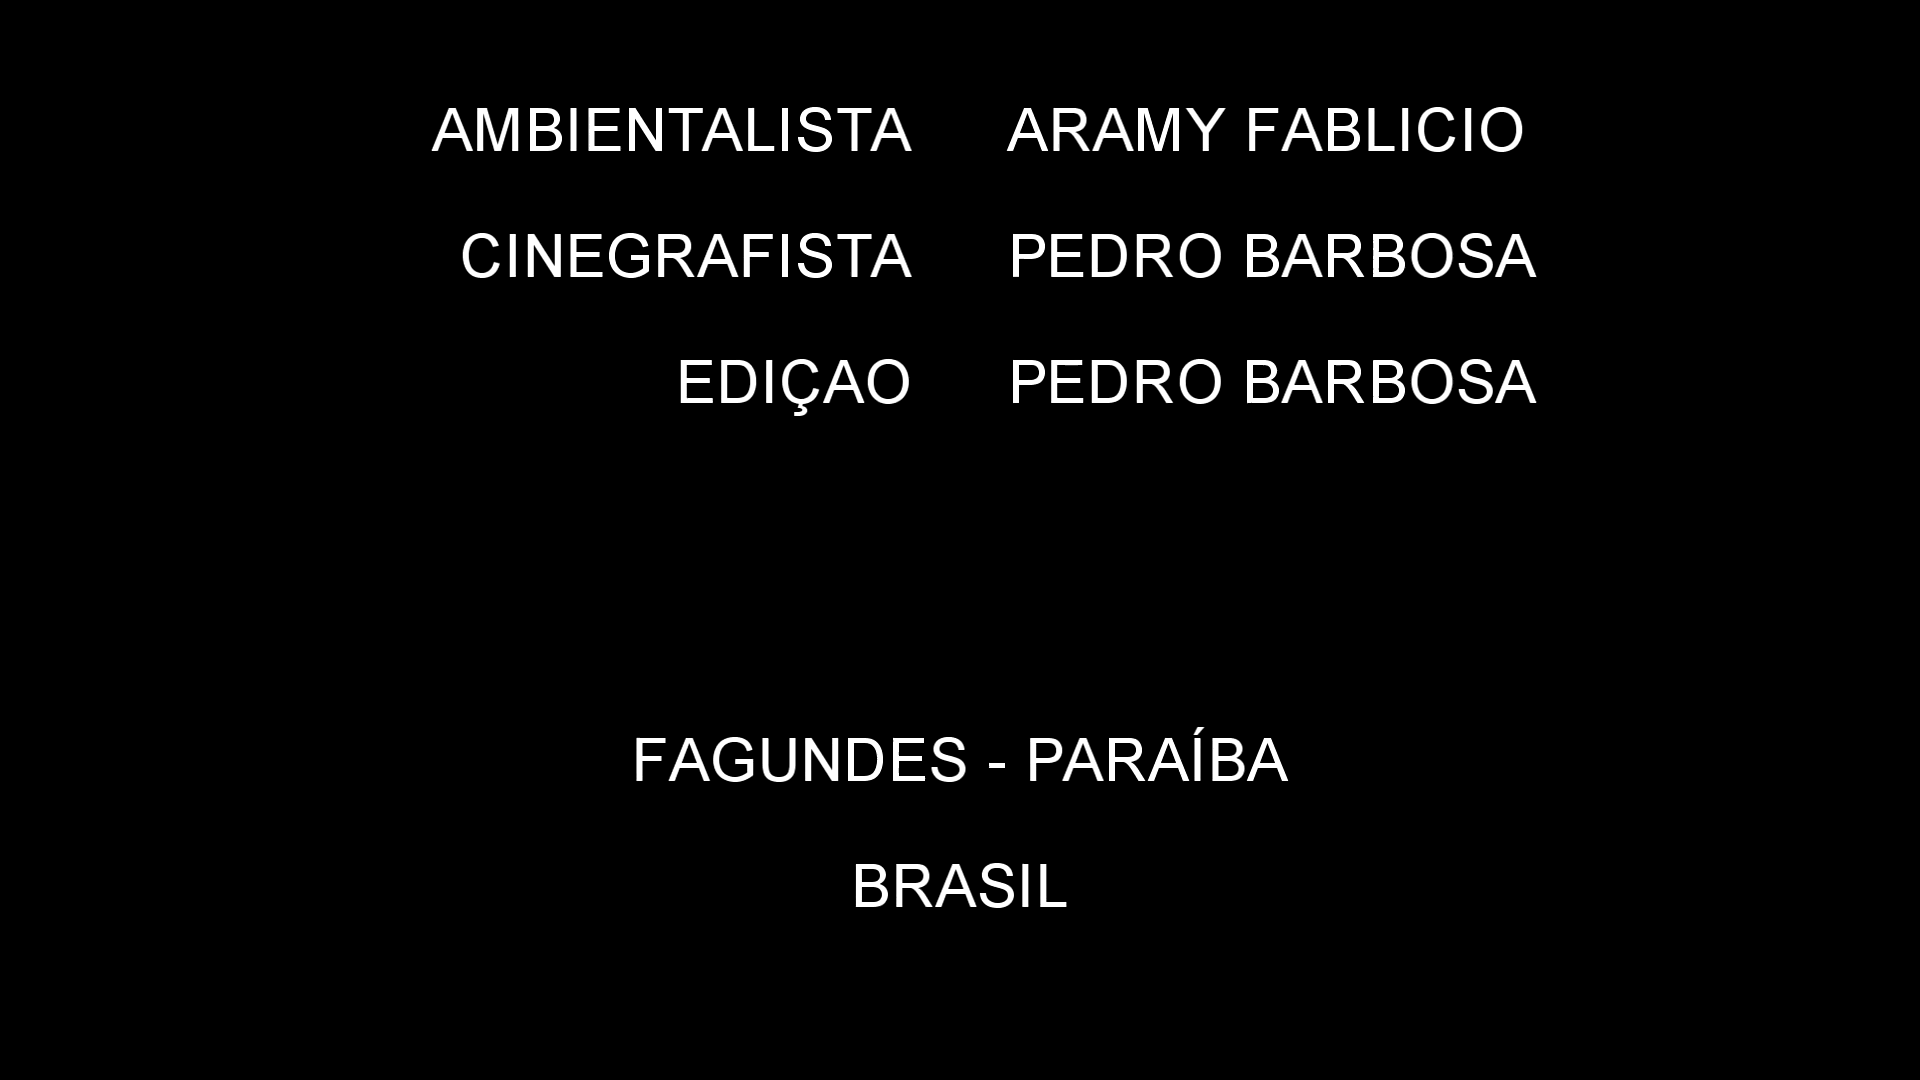 AMBIENTALISTA ARAMY FABLICIO
CINEGRAFISTA PEDRO BARBOSA
EDIÇAO PEDRO BARBOSA
FAGUNDES - PARAÍBA
BRASIL